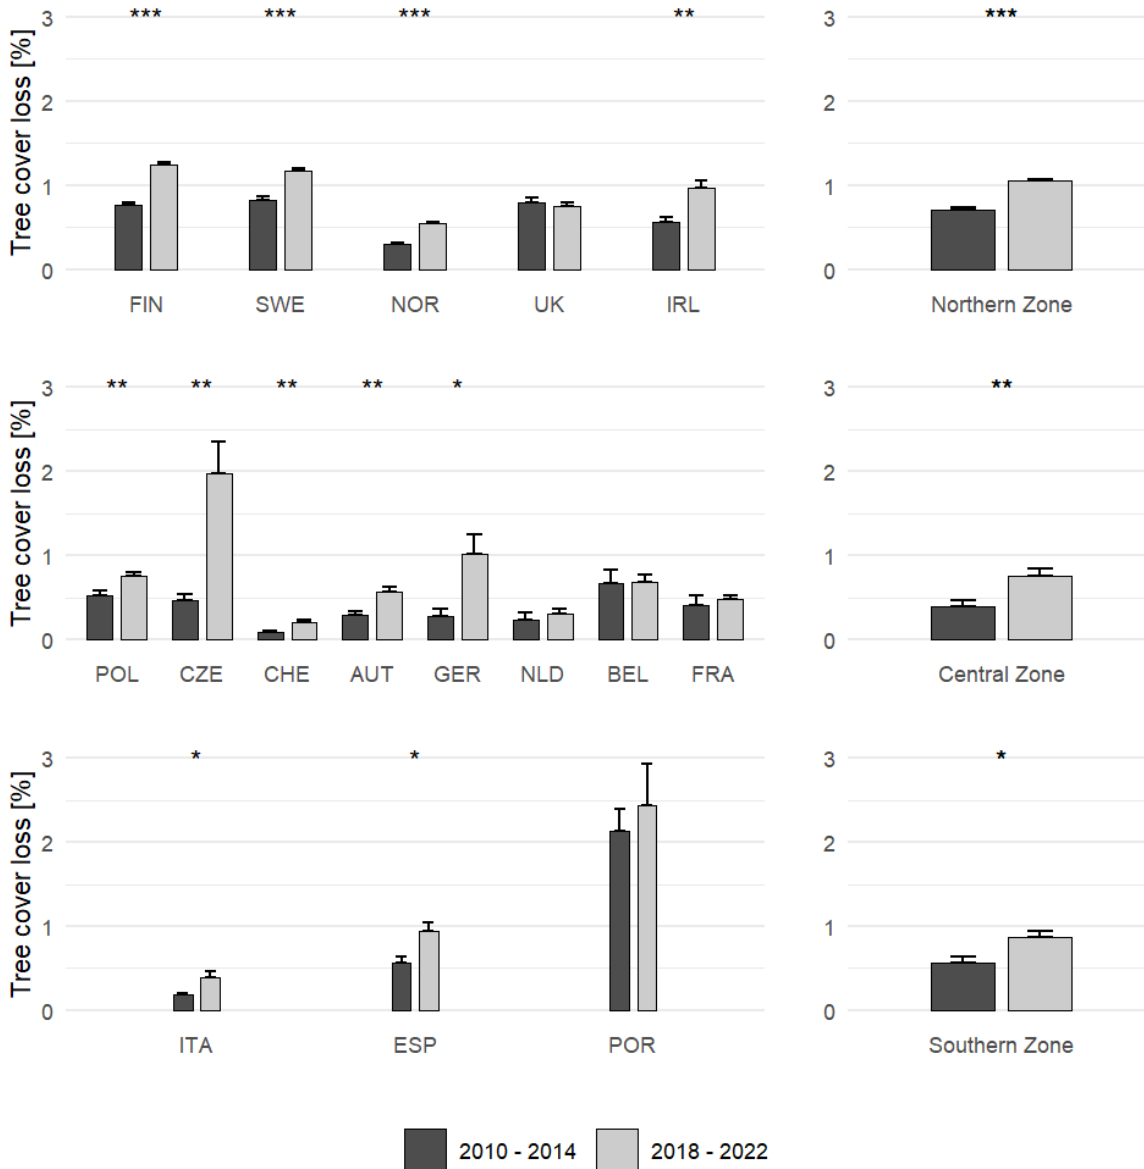 *** *** *** **
3
2
1
0
Tree cover loss [%]
FIN SWE NOR UK IRL
***
3
2
1
0
Northern Zone
** ** ** ** *
3
2
1
0
Tree cover loss [%]
POL CZE CHE AUT GER NLD BEL FRA
**
3
2
1
0
Central Zone
* *
3
2
1
0
Tree cover loss [%]
ITA ESP POR
*
3
2
1
0
Southern Zone
2010 - 2014 2018 - 2022